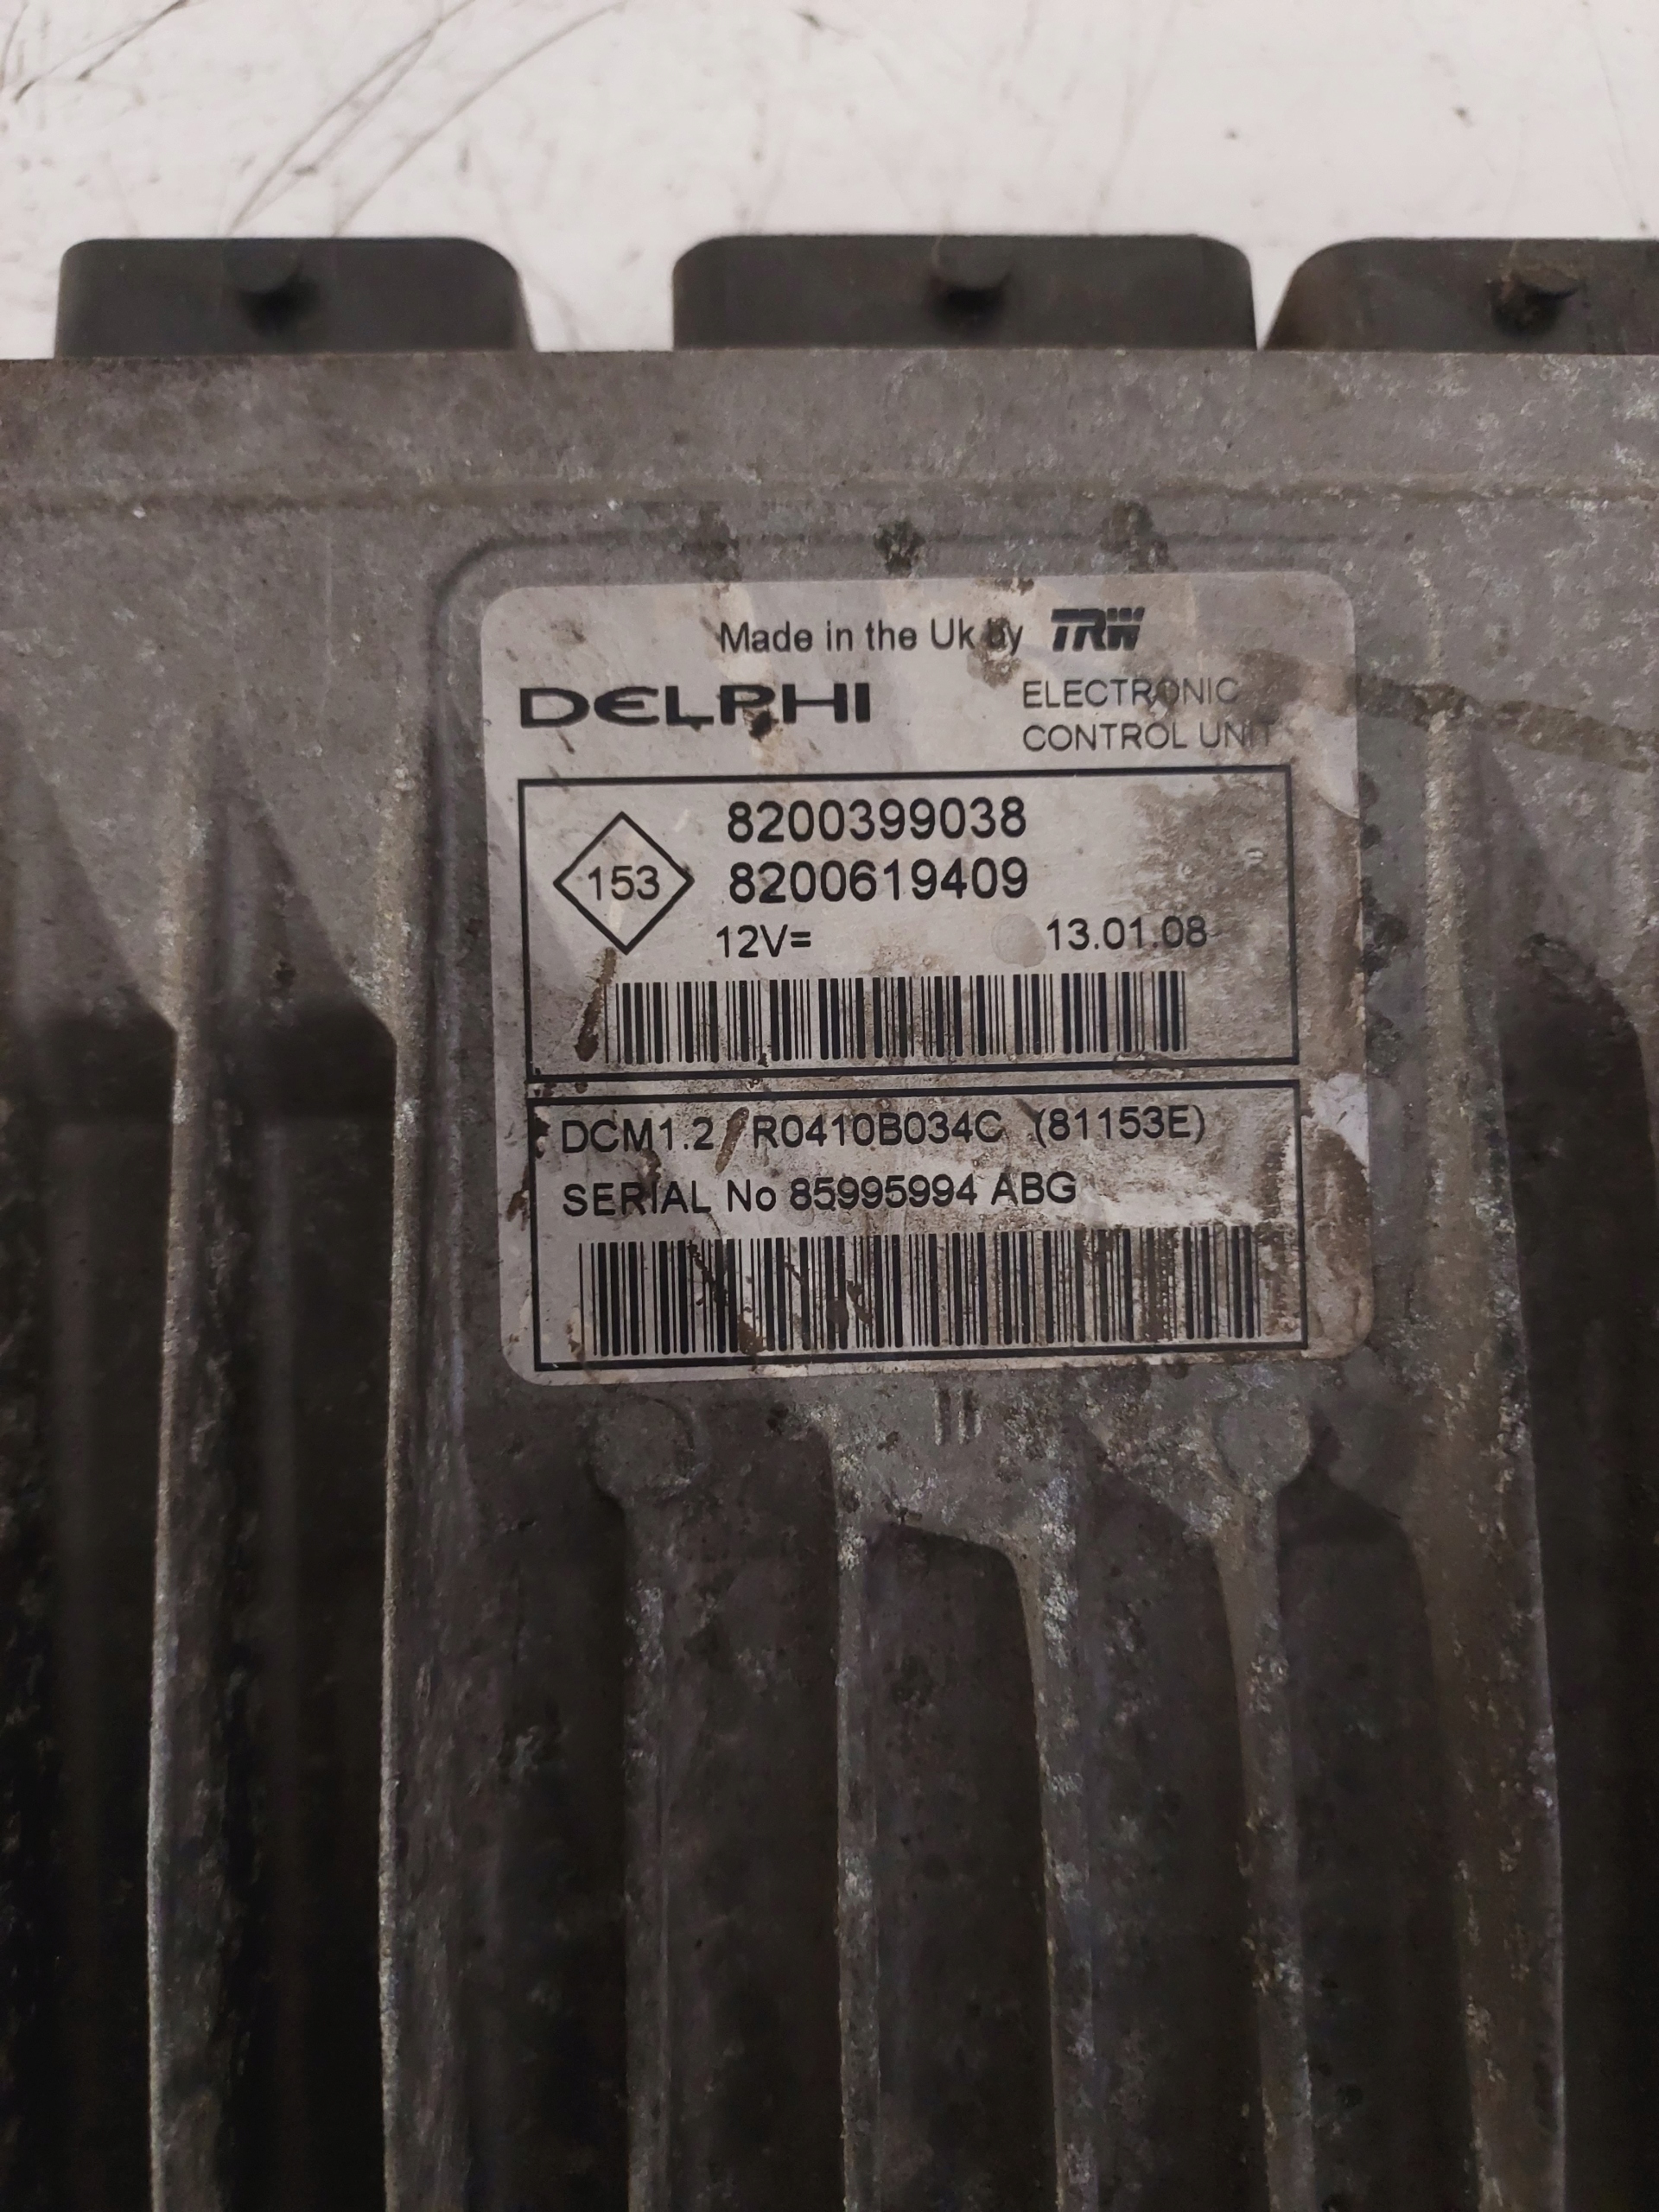 Made in the Uk by TRW
DELPHI
ELECTRONIC
CONTROL UNIT
153
8200399038
8200619409
12V=
13.01.08
DCM1.2 R0410B034C (81153E)
SERIAL No 85995994 ABG